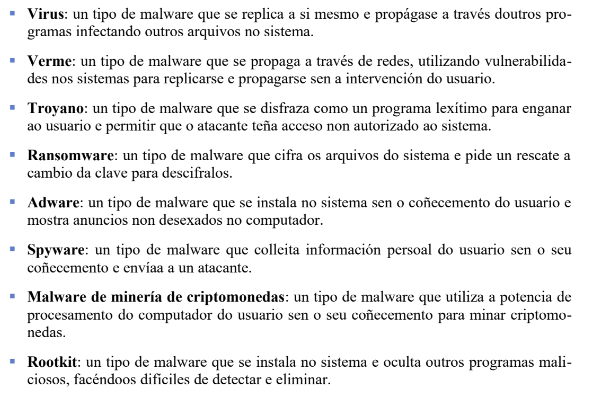 ▪ Virus: un tipo de malware que se replica a si mesmo e propágase a través doutros pro-
gramas infectando outros arquivos no sistema.
▪ Verme: un tipo de malware que se propaga a través de redes, utilizando vulnerabilida-
des nos sistemas para replicarse e propagarse sen a intervención do usuario.
▪ Troyano: un tipo de malware que se disfraza como un programa lexítimo para enganar
ao usuario e permitir que o atacante teña acceso non autorizado ao sistema.
▪ Ransomware: un tipo de malware que cifra os arquivos do sistema e pide un rescate a
cambio da clave para descifralos.
▪ Adware: un tipo de malware que se instala no sistema sen o coñecemento do usuario e
mostra anuncios non desexados no computador.
▪ Spyware: un tipo de malware que colleita información persoal do usuario sen o seu
coñecemento e envíaa a un atacante.
▪ Malware de minería de criptomonedas: un tipo de malware que utiliza a potencia de
procesamento do computador do usuario sen o seu coñecemento para minar criptomo-
nedas.
▪ Rootkit: un tipo de malware que se instala no sistema e oculta outros programas mali-
ciosos, facéndoos difíciles de detectar e eliminar.